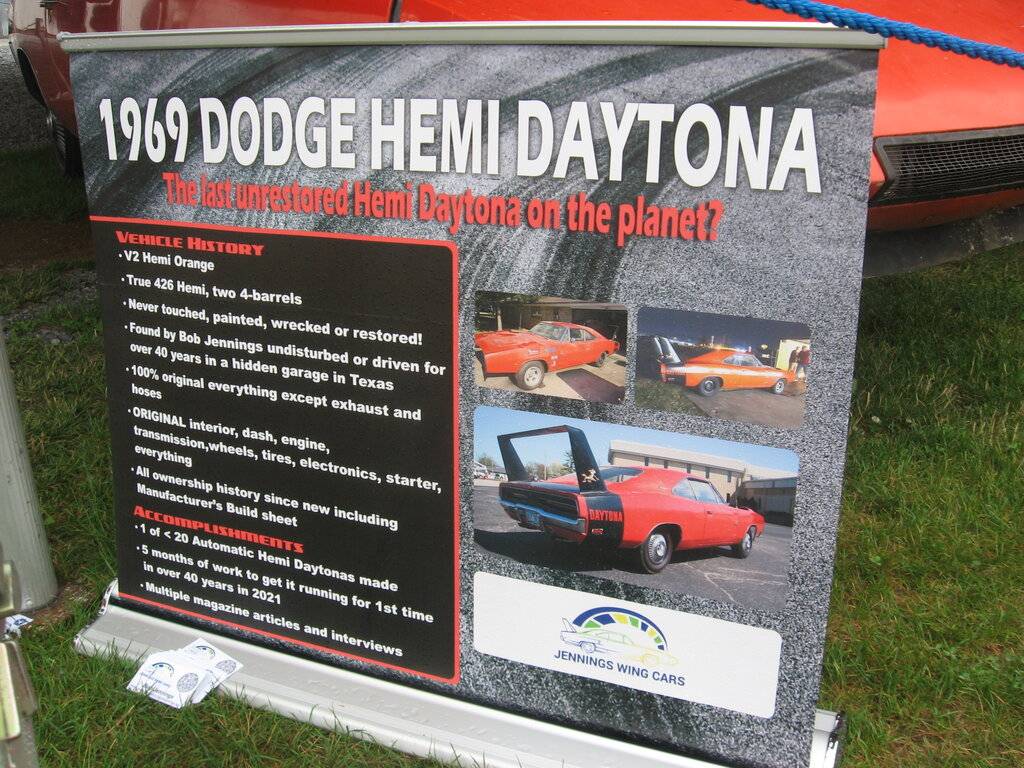 1969 DODGE HEMI DAYTONA
The last unrestored Hemi Daytona on the planet?
VEHICLE HISTORY
• V2 Hemi Orange
• True 426 Hemi, two 4-barrels
• Never touched, painted, wrecked or restored!
• Found by Bob Jennings undisturbed or driven for
over 40 years in a hidden garage in Texas
• 100% original everything except exhaust and
hoses
• ORIGINAL interior, dash, engine,
transmission,wheels, tires, electronics, starter,
everything
• All ownership history since new including
Manufacturer's Build sheet
ACCOMPLISHMENTS
• 1 of < 20 Automatic Hemi Daytonas made
• 5 months of work to get it running for 1st time
in over 40 years in 2021
• Multiple magazine articles and interviews
DAYTONA
JENNINGS WING CARS